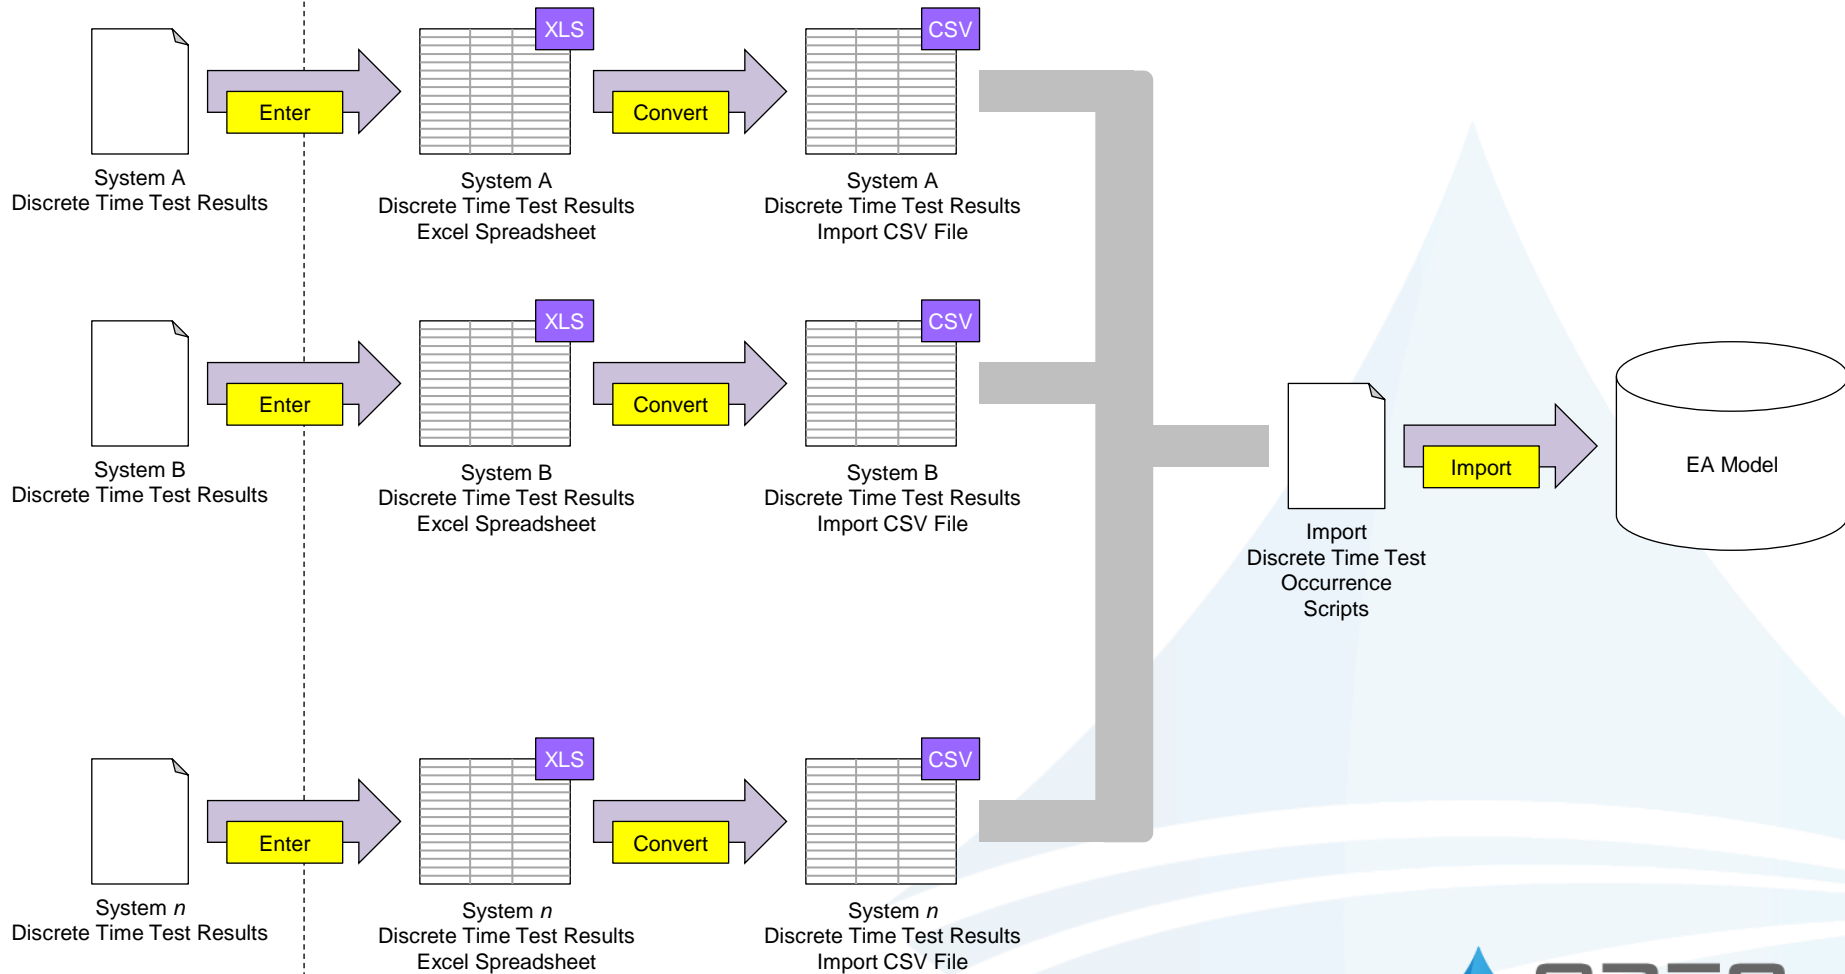 XLS
CSV
Enter
Convert
System A
Discrete Time Test Results
System A
Discrete Time Test Results
Excel Spreadsheet
System A
Discrete Time Test Results
Import CSV File
XLS
CSV
Enter
Convert
System B
Discrete Time Test Results
System B
Discrete Time Test Results
Excel Spreadsheet
System B
Discrete Time Test Results
Import CSV File
Import
EA Model
Import
Discrete Time Test
Occurrence
Scripts
XLS
CSV
Enter
Convert
System n
Discrete Time Test Results
System n
Discrete Time Test Results
Excel Spreadsheet
System n
Discrete Time Test Results
Import CSV File